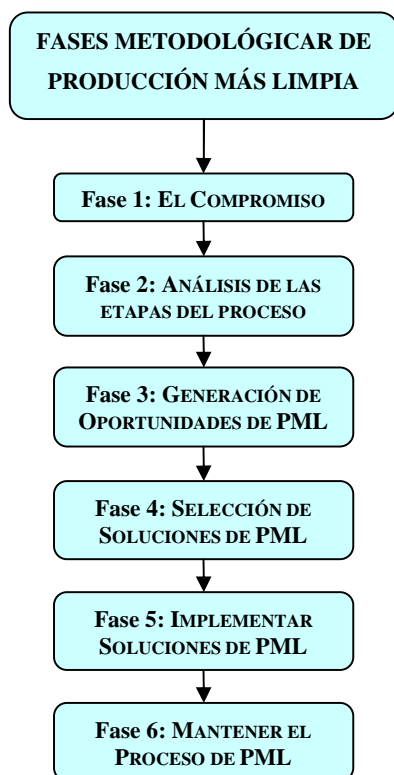 FASES METODOLÓGICAR DE
PRODUCCIÓN MÁS LIMPIA
Fase 1: EL COMPROMISO
Fase 2: ANÁLISIS DE LAS
ETAPAS DEL PROCESO
Fase 3: GENERACIÓN DE
OPORTUNIDADES DE PML
Fase 4: SELECCIÓN DE
SOLUCIONES DE PML
Fase 5: IMPLEMENTAR
SOLUCIONES DE PML
Fase 6: MANTENER EL
PROCESO DE PML